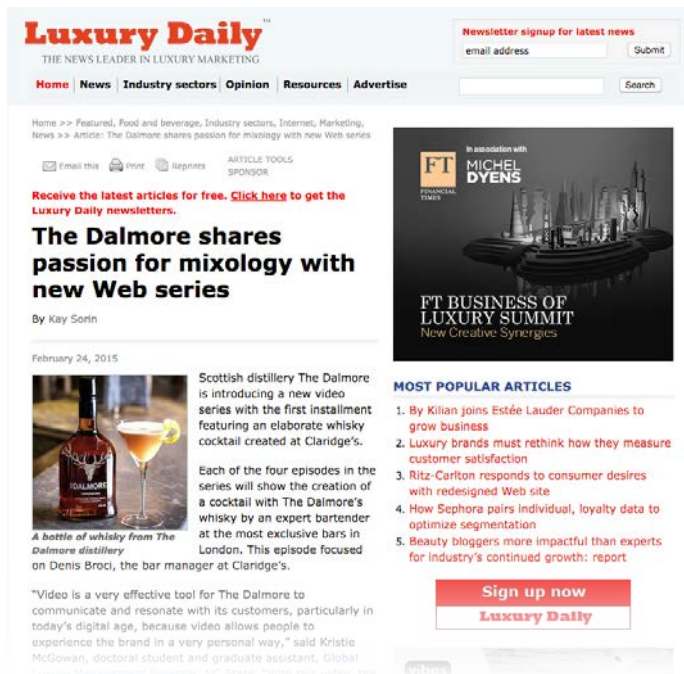 Luxury Daily™
THE NEWS LEADER IN LUXURY MARKETING
Newsletter signup for latest news
email address
Submit
Home News Industry sectors Opinion Resources Advertise
Search
Home >> Featured, Food and beverage, Industry sectors, Internet, Marketing,
News >> Article: The Dalmore shares passion for mixology with new Web series
Email this Print Reprints
ARTICLE TOOLS
SPONSOR
Receive the latest articles for free. Click here to get the
Luxury Daily newsletters.
The Dalmore shares
passion for mixology with
new Web series
By Kay Sorin
February 24, 2015
DALMORE
A bottle of whisky from The
Dalmore distillery
Scottish distillery The Dalmore
is introducing a new video
series with the first installment
featuring an elaborate whisky
cocktail created at Claridge's.
Each of the four episodes in the
series will show the creation of
a cocktail with The Dalmore's
whisky by an expert bartender
at the most exclusive bars in
London. This episode focused
on Denis Broci, the bar manager at Claridge's.
"Video is a very effective tool for The Dalmore to
communicate and resonate with its customers, particularly in
today's digital age, because video allows people to
experience the brand in a very personal way," said Kristie
McGowan, doctoral student and graduate assistant, Global
FT
FINANCIAL
TIMES
in association with
MICHEL
DYENS
FT BUSINESS OF
LUXURY SUMMIT
New Creative Synergies
MOST POPULAR ARTICLES
1. By Kilian joins Estée Lauder Companies to
grow business
2. Luxury brands must rethink how they measure
customer satisfaction
3. Ritz-Carlton responds to consumer desires
with redesigned Web site
4. How Sephora pairs individual, loyalty data to
optimize segmentation
5. Beauty bloggers more impactful than experts
for industry's continued growth: report
Sign up now
Luxury Daily
vibes